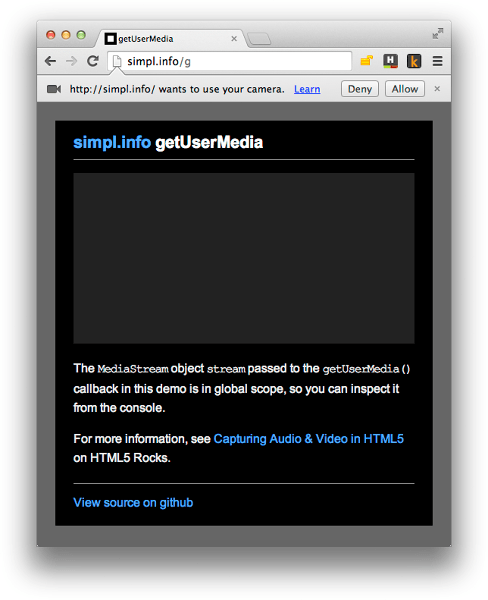 getUserMedia
simpl.info/g
H
k
http://simpl.info/ wants to use your camera. Learn Deny Allow
simpl.info getUserMedia
The MediaStream object stream passed to the getUserMedia()
callback in this demo is in global scope, so you can inspect it
from the console.
For more information, see Capturing Audio & Video in HTML5
on HTML5 Rocks.
View source on github